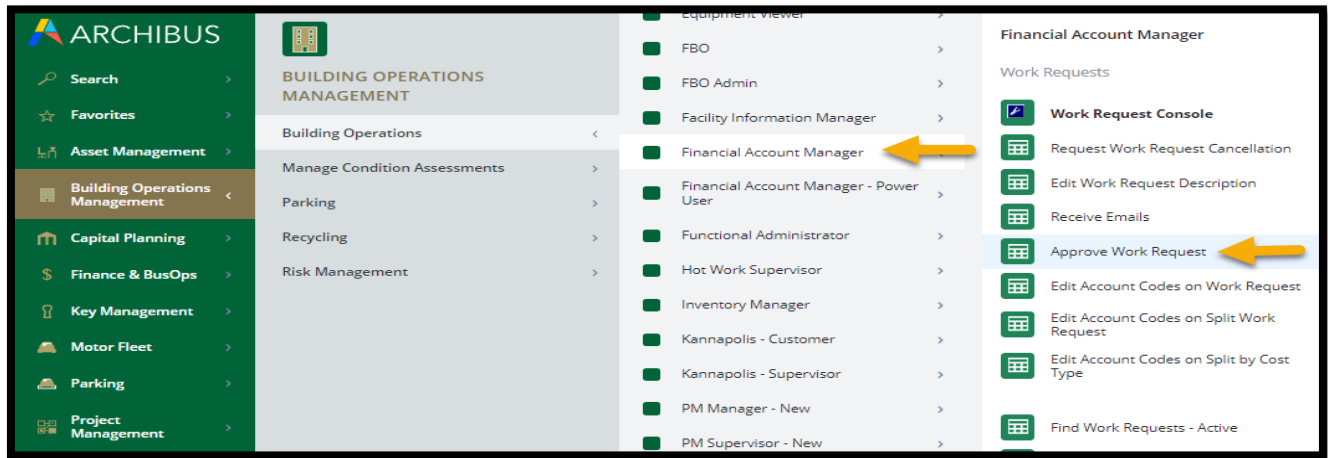 ARCHIBUS
Search
Favorites
Asset Management
Building Operations
Management
Capital Planning
Finance & BusOps
Key Management
Motor Fleet
Parking
Project
Management
BUILDING OPERATIONS
MANAGEMENT
Building Operations
Manage Condition Assessments
Parking
Recycling
Risk Management
Equipment Viewer
FBO
FBO Admin
Facility Information Manager
Financial Account Manager
Financial Account Manager - Power
User
Functional Administrator
Hot Work Supervisor
Inventory Manager
Kannapolis - Customer
Kannapolis - Supervisor
PM Manager - New
PM Supervisor - New
Financial Account Manager
Work Requests
Work Request Console
Request Work Request Cancellation
Edit Work Request Description
Receive Emails
Approve Work Request
Edit Account Codes on Work Request
Edit Account Codes on Split Work
Request
Edit Account Codes on Split by Cost
Type
Find Work Requests - Active